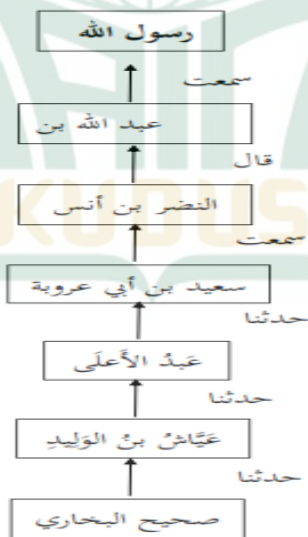 رسول الله
سمعت
عبد الله بن
قال
النضر بن أنس
سمعت
سعيد بن أبي عروبة
حدثنا
عَبدُ الأَعلَى
حدثنا
عَيَّاشُ بنُ الوَلِيدِ
حدثنا
صحيح البخاري
KUDUS